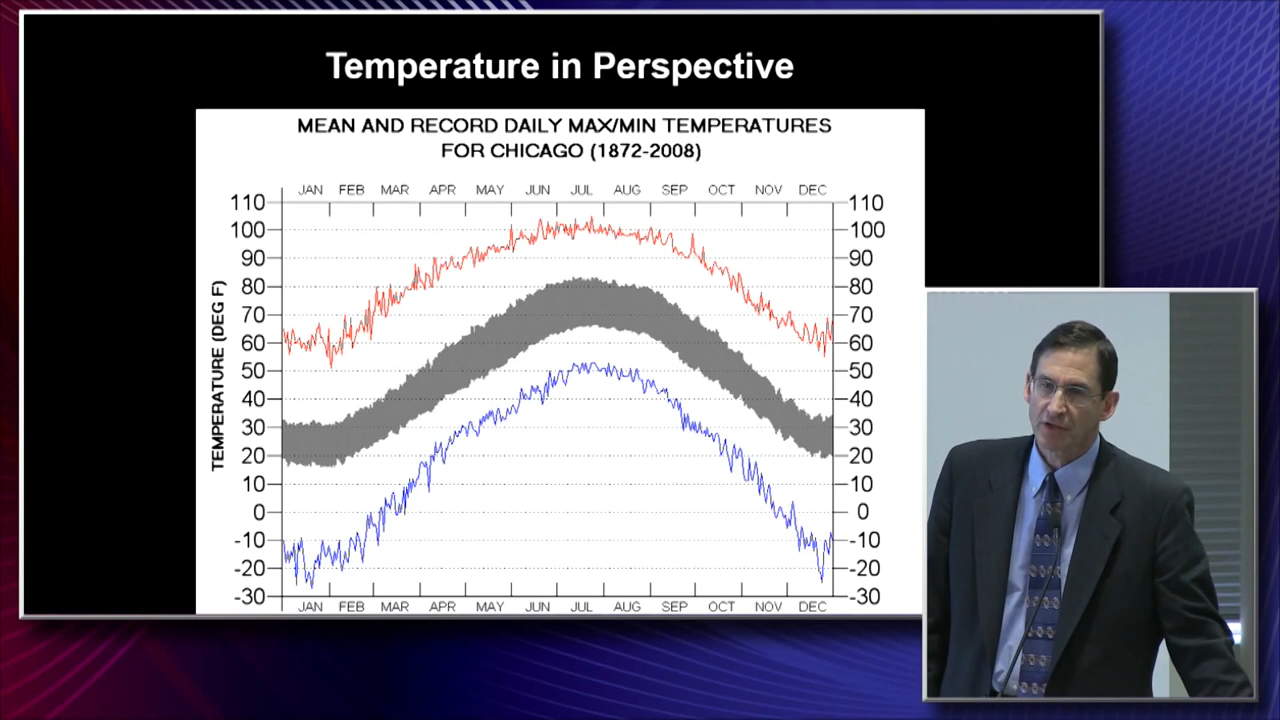 Temperature in Perspective
MEAN AND RECORD DAILY MAX/MIN TEMPERATURES
FOR CHICAGO (1872-2008)
JAN FEB MAR APR MAY JUN JUL AUG SEP OCT NOV DEC
110 110
100 100
90 90
80 80
70 70
60 60
50 50
40 40
30 30
20 20
10 10
0 0
-10 -10
-20 -20
-30 -30
TEMPERATURE (DEG F)
JAN FEB MAR APR MAY JUN JUL AUG SEP OCT NOV DEC